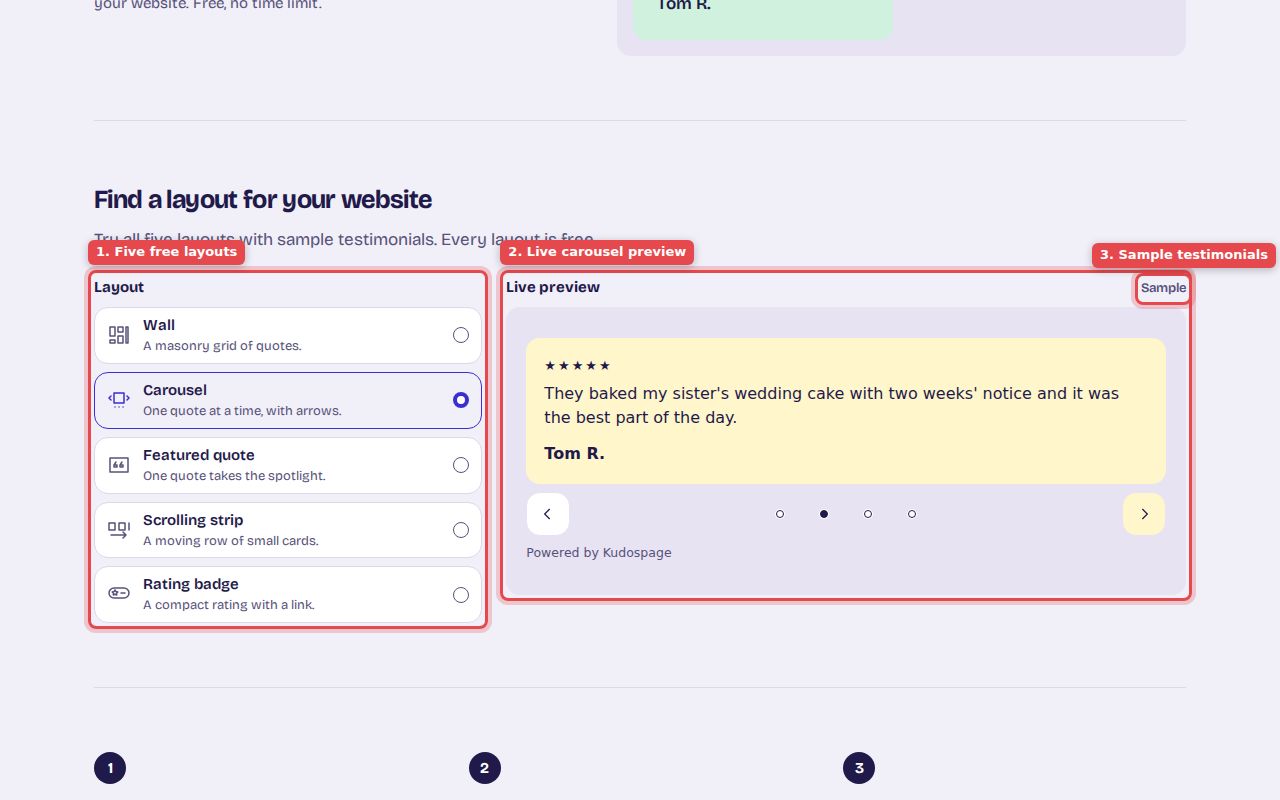 your website. Free, no time limit.
Tom R.
Find a layout for your website
Try all five layouts with sample testimonials. Every layout is free.
1. Five free layouts
2. Live carousel preview
3. Sample testimonials
Layout
Wall
A masonry grid of quotes.
Carousel
One quote at a time, with arrows.
Featured quote
One quote takes the spotlight.
Scrolling strip
A moving row of small cards.
Rating badge
A compact rating with a link.
Live preview
Sample
★★★★★
They baked my sister's wedding cake with two weeks' notice and it was
the best part of the day.
Tom R.
Powered by Kudospage
1
2
3